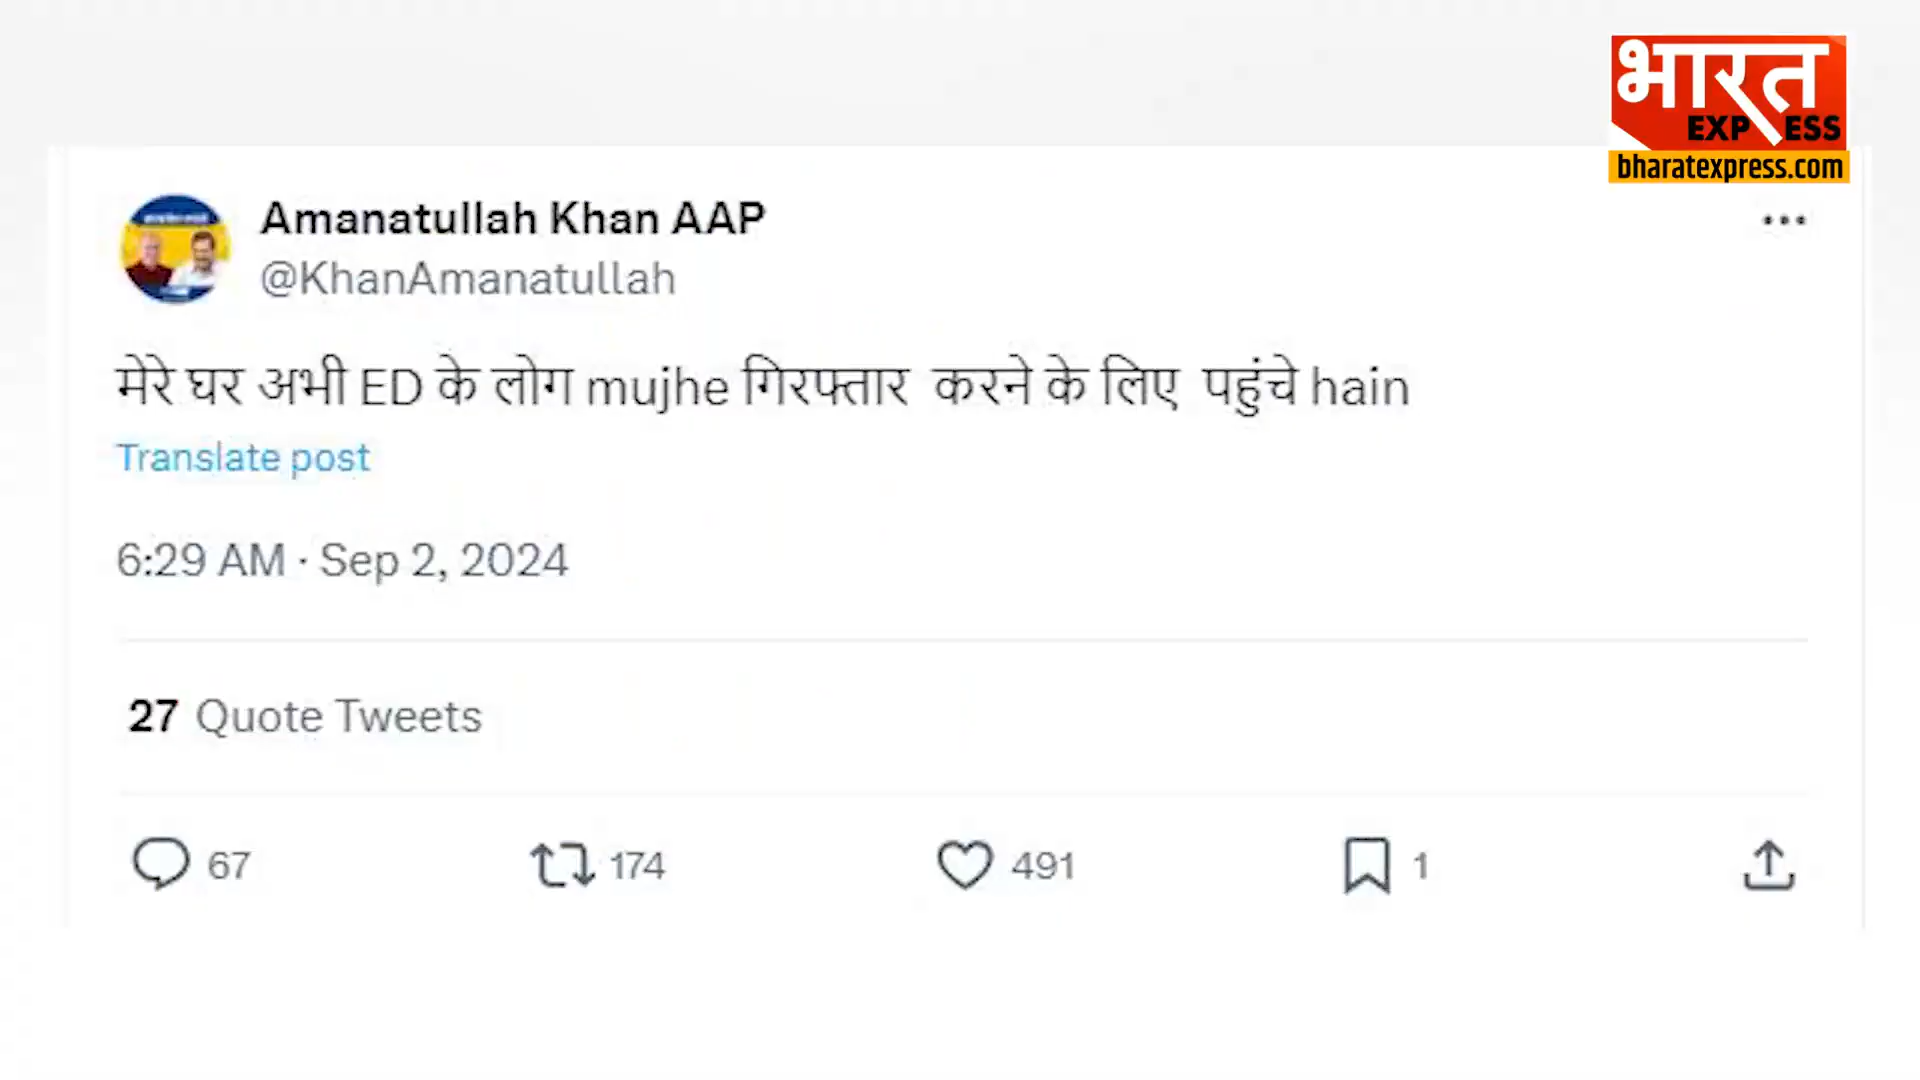 भारत
EXPRESS
bharatexpress.com
Amanatullah Khan AAP
@KhanAmanatullah
मेरे घर अभी ED के लोग mujhe गिरफ्तार करने के लिए पहुंचे hain
Translate post
6:29 AM · Sep 2, 2024
27 Quote Tweets
67 174 491 1